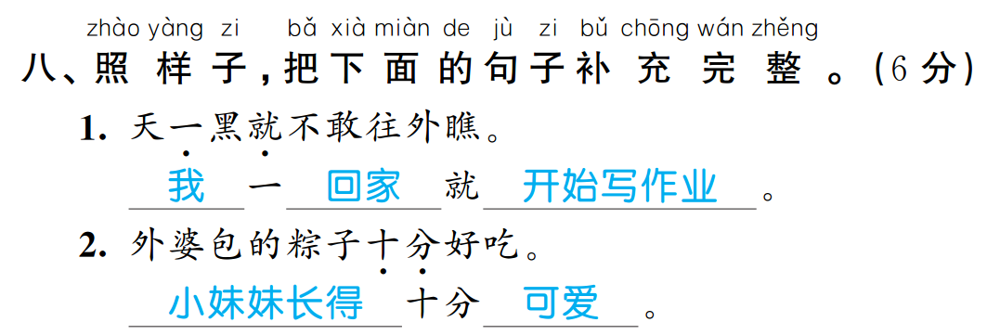 zhào yàng zi bǎ xià miàn de jù zi bǔ chōng wán zhěng
八、照样子,把下面的句子补充完整。(6分)
1. 天一黑就不敢往外瞧。
我一回家就开始写作业。
2. 外婆包的粽子十分好吃。
小妹妹长得十分可爱。